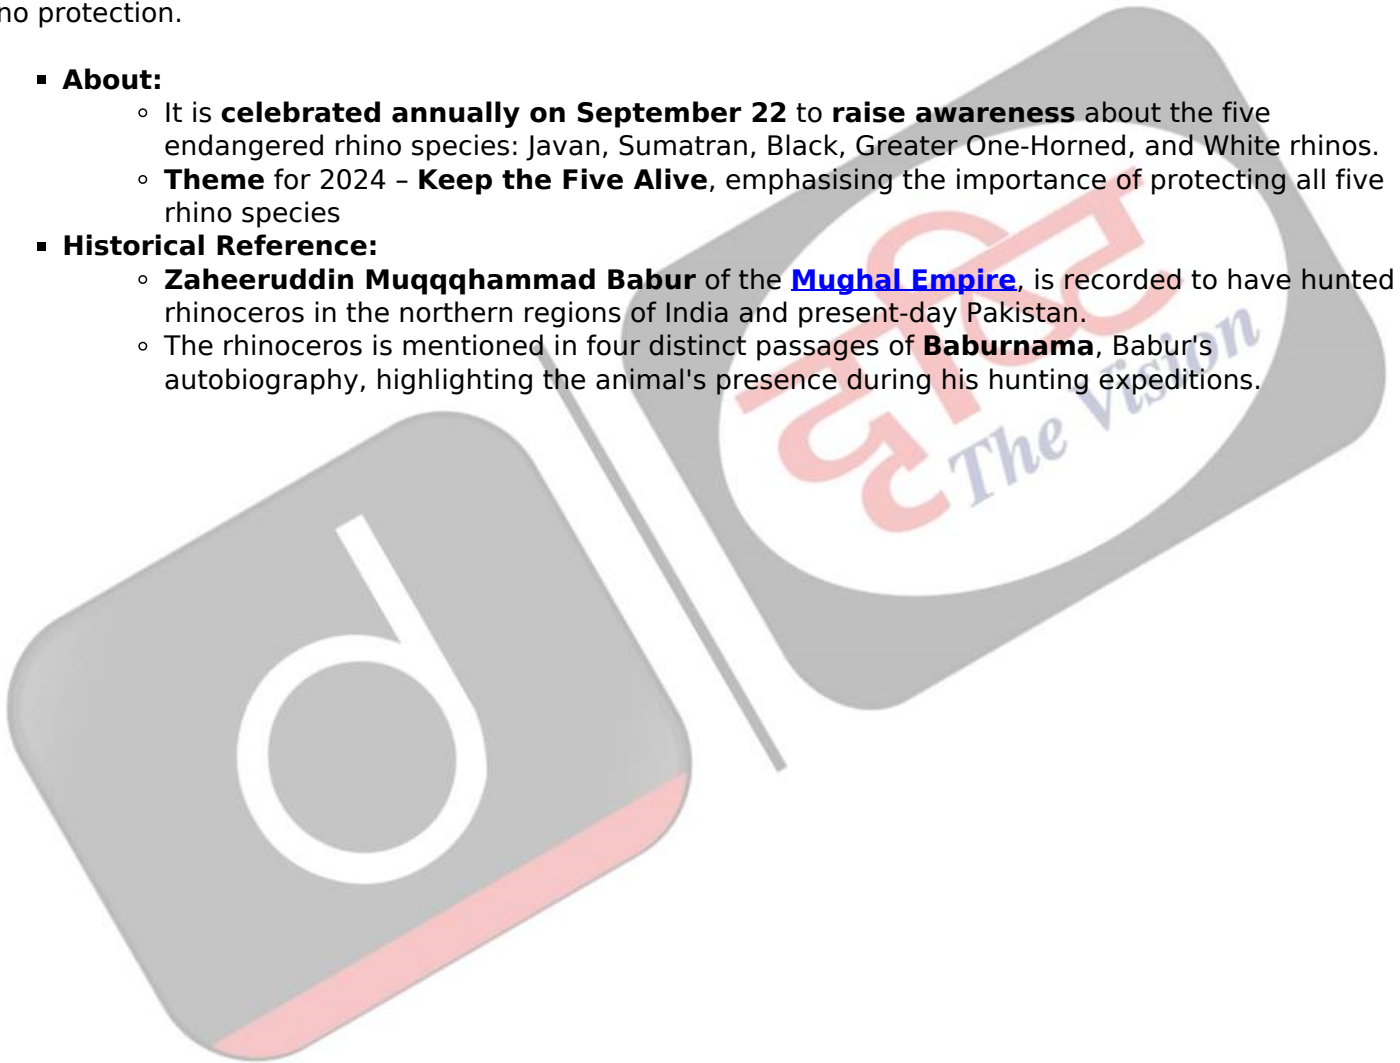 no protection.
▪ About:
◦ It is celebrated annually on September 22 to raise awareness about the five
endangered rhino species: Javan, Sumatran, Black, Greater One-Horned, and White rhinos.
◦ Theme for 2024 – Keep the Five Alive, emphasising the importance of protecting all five
rhino species
▪ Historical Reference:
◦ Zaheeruddin Muqqqhammad Babur of the Mughal Empire, is recorded to have hunted
rhinoceros in the northern regions of India and present-day Pakistan.
◦ The rhinoceros is mentioned in four distinct passages of Baburnama, Babur's
autobiography, highlighting the animal's presence during his hunting expeditions.
दृष्टि
The Vision
d